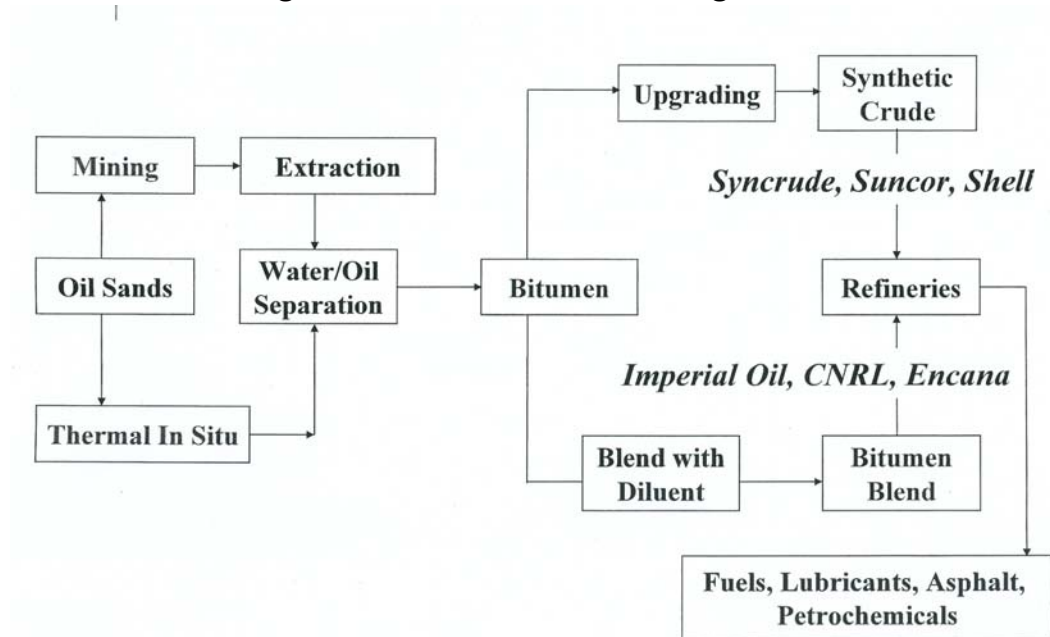 Upgrading
Synthetic
Crude
Mining
Extraction
Syncrude, Suncor, Shell
Oil Sands
Water/Oil
Separation
Bitumen
Refineries
Imperial Oil, CNRL, Encana
Thermal In Situ
Blend with
Diluent
Bitumen
Blend
Fuels, Lubricants, Asphalt,
Petrochemicals